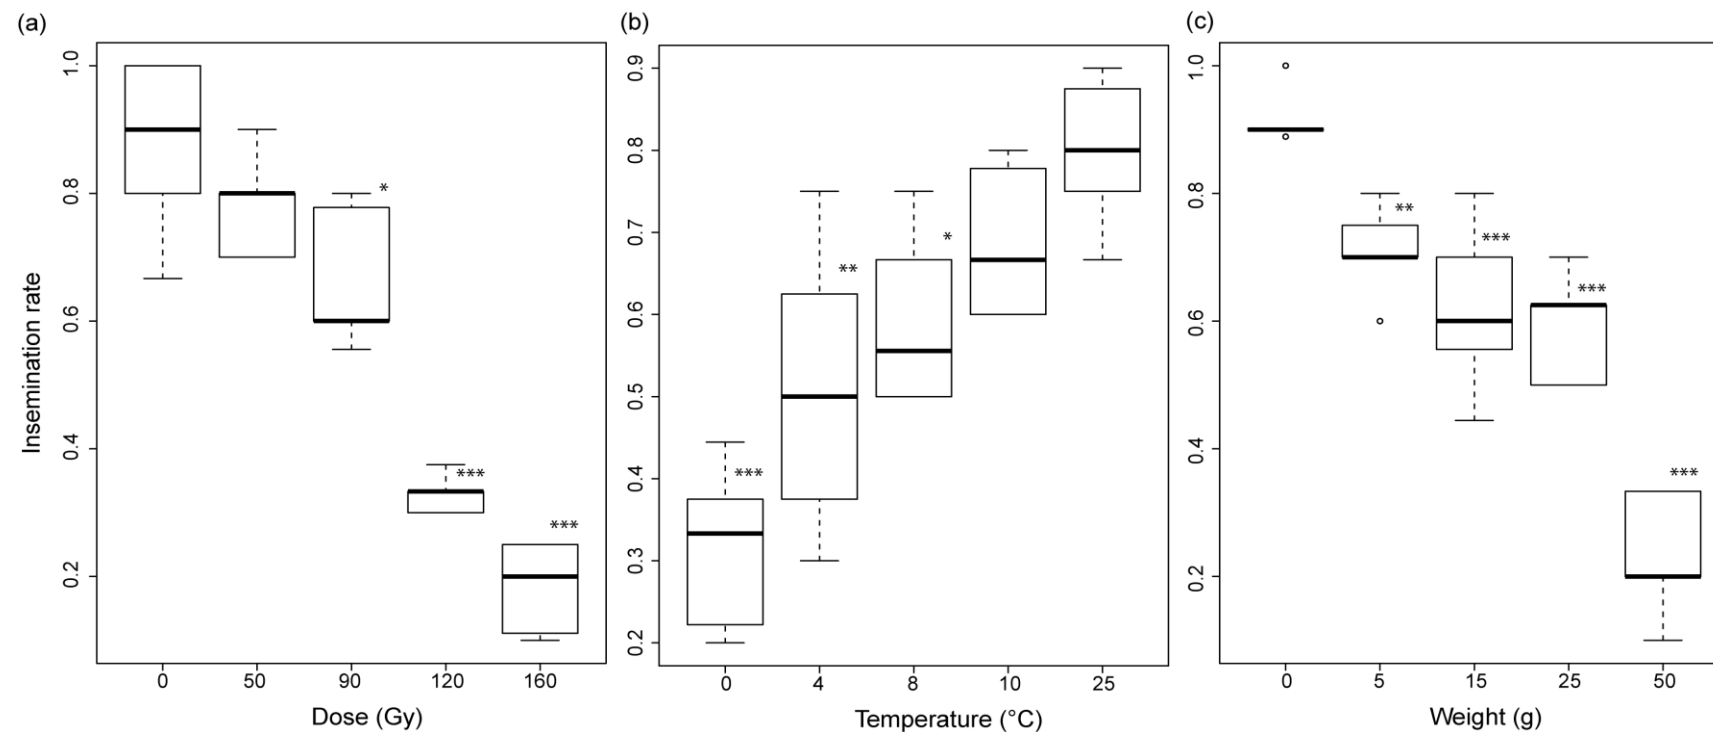 (a)
Insemination rate
1.0
0.8
0.6
0.4
0.2
*
***
***
0 50 90 120 160
Dose (Gy)
(b)
0.9
0.8
0.7
0.6
0.5
0.4
0.3
0.2
***
**
*
0 4 8 10 25
Temperature (°C)
(c)
1.0
0.8
0.6
0.4
0.2
**
***
***
***
0 5 15 25 50
Weight (g)